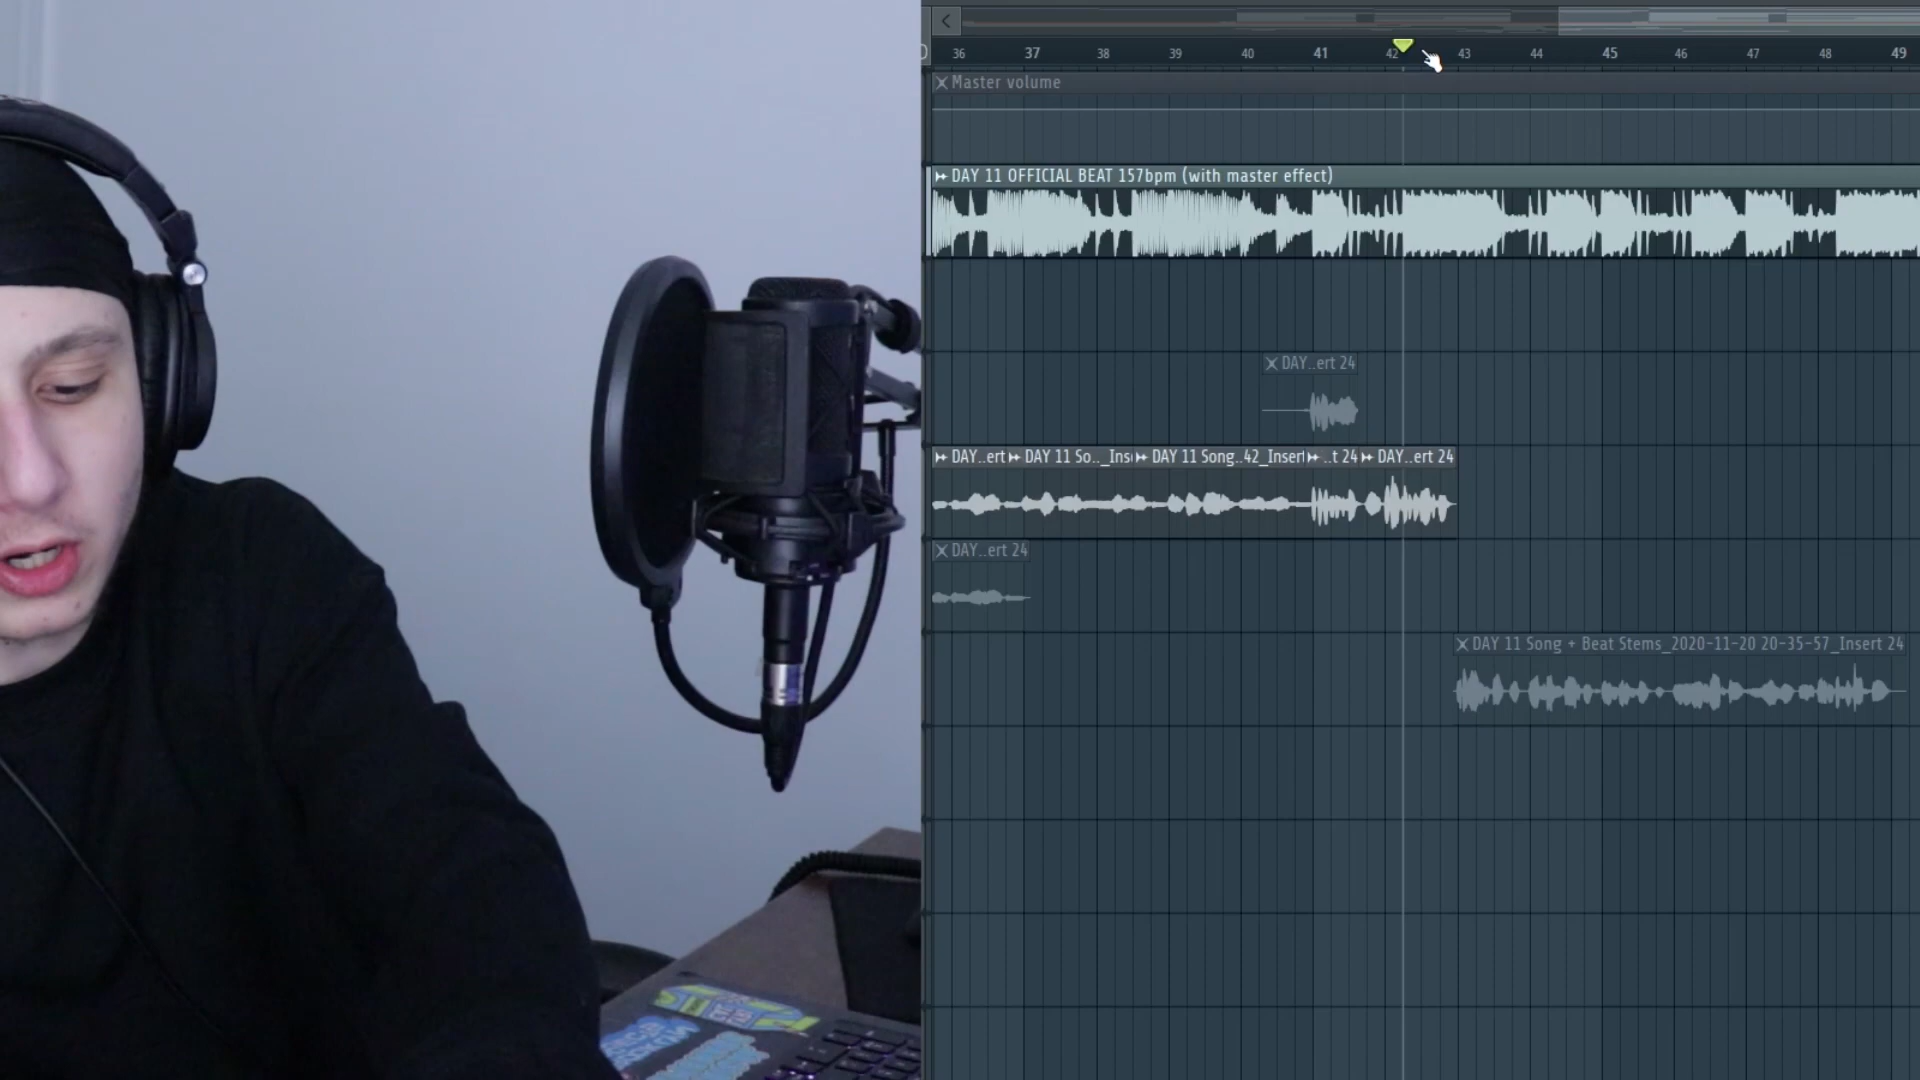 36 37 38 39 40 41 42 43 44 45 46 47 48 49
Master volume
DAY 11 OFFICIAL BEAT 157bpm (with master effect)
DAY..ert 24
DAY..ert DAY 11 So.._Ins DAY 11 Song..42_Insert ..t 24 DAY..ert 24
DAY..ert 24
DAY 11 Song + Beat Stems_2020-11-20 20-35-57_Insert 24